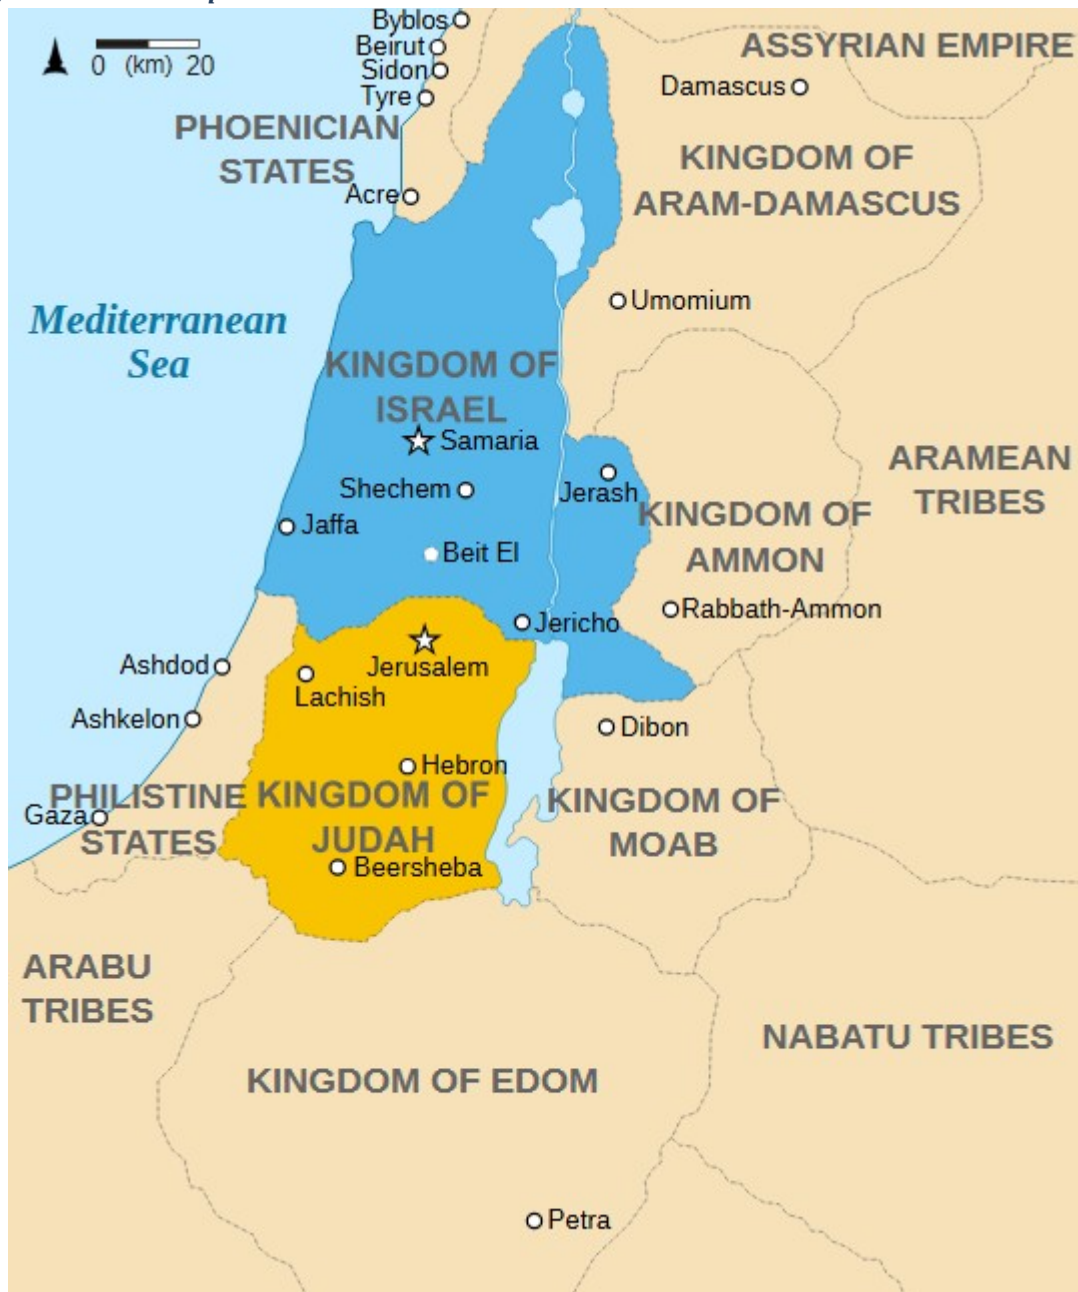 Byblos
Beirut
0 (km) 20
Sidon
Tyre
ASSYRIAN EMPIRE
Damascus
PHOENICIAN
STATES
KINGDOM OF
ARAM-DAMASCUS
Acre
Umomium
Mediterranean
Sea
KINGDOM OF
ISRAEL
Samaria
Shechem
Jerash
ARAMEAN
TRIBES
Jaffa
KINGDOM OF
AMMON
Beit El
Rabbath-Ammon
Jericho
Ashdod
Jerusalem
Lachish
Ashkelon
Dibon
Hebron
PHILISTINE
STATES
Gaza
KINGDOM OF
JUDAH
KINGDOM OF
MOAB
Beersheba
ARABU
TRIBES
NABATU TRIBES
KINGDOM OF EDOM
Petra